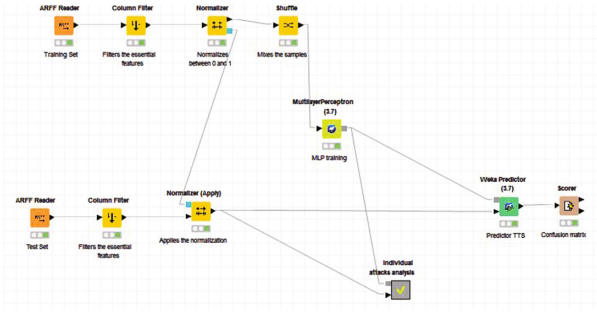 ARFF Reader
Column Filter
Normalizer
Shuffle
Training Set
Filters the essential
features
Normalizes
between 0 and 1
Mixes the samples
MultilayerPerceptron
(3.7)
MLP training
ARFF Reader
Column Filter
Normalizer (Apply)
Weka Predictor
(3.7)
Scorer
Test Set
Filters the essential
features
Applies the normalization
Predictor TTS
Confusion matrix
Individual
attacks analysis